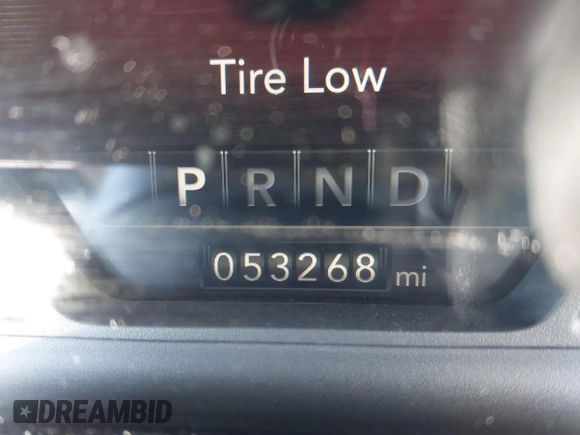 Tire Low
P R N D
053268 mi
DREAMBID